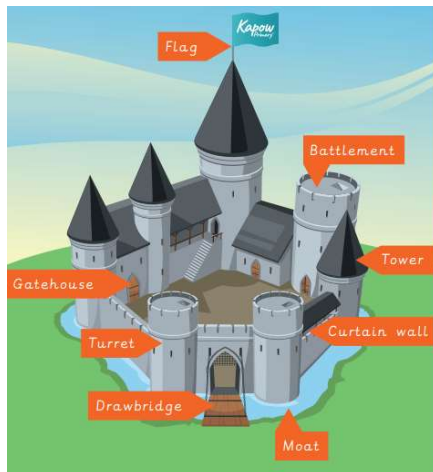 Kapow
Primary
Flag
Battlement
Tower
Gatehouse
Curtain wall
Turret
Drawbridge
Moat